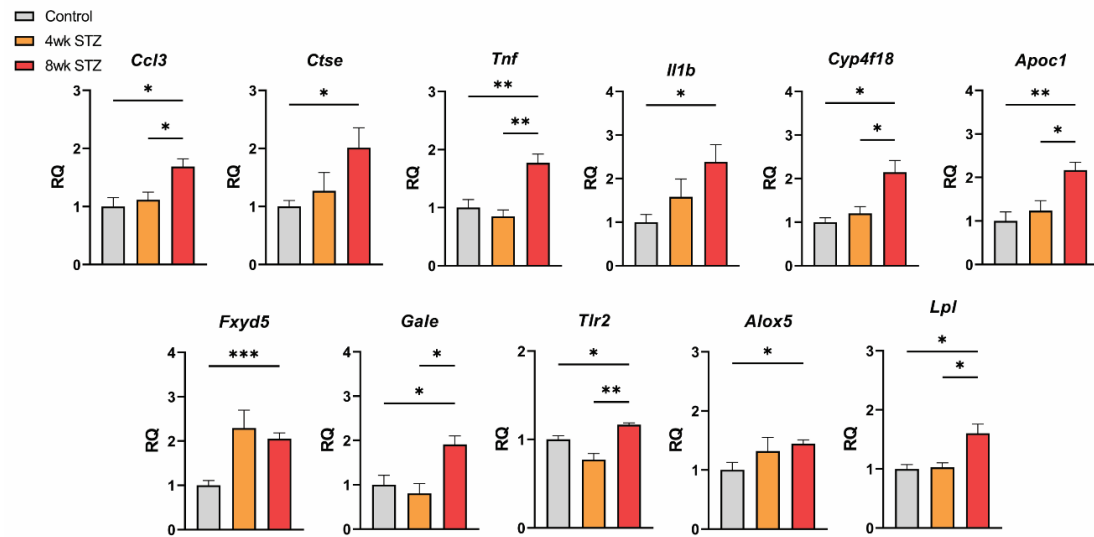 Control
4wk STZ
8wk STZ
Ccl3
Ctse
Tnf
Il1b
Cyp4f18
Apoc1
3
2
1
0
RQ
*
*
3
2
1
0
RQ
*
3
2
1
0
RQ
**
**
4
3
2
1
0
RQ
*
4
3
2
1
0
RQ
*
*
4
3
2
1
0
RQ
**
*
Fxyd5
Gale
Tlr2
Alox5
Lpl
4
3
2
1
0
RQ
***
4
3
2
1
0
RQ
*
*
2
1
0
RQ
*
**
3
2
1
0
RQ
*
3
2
1
0
RQ
*
*